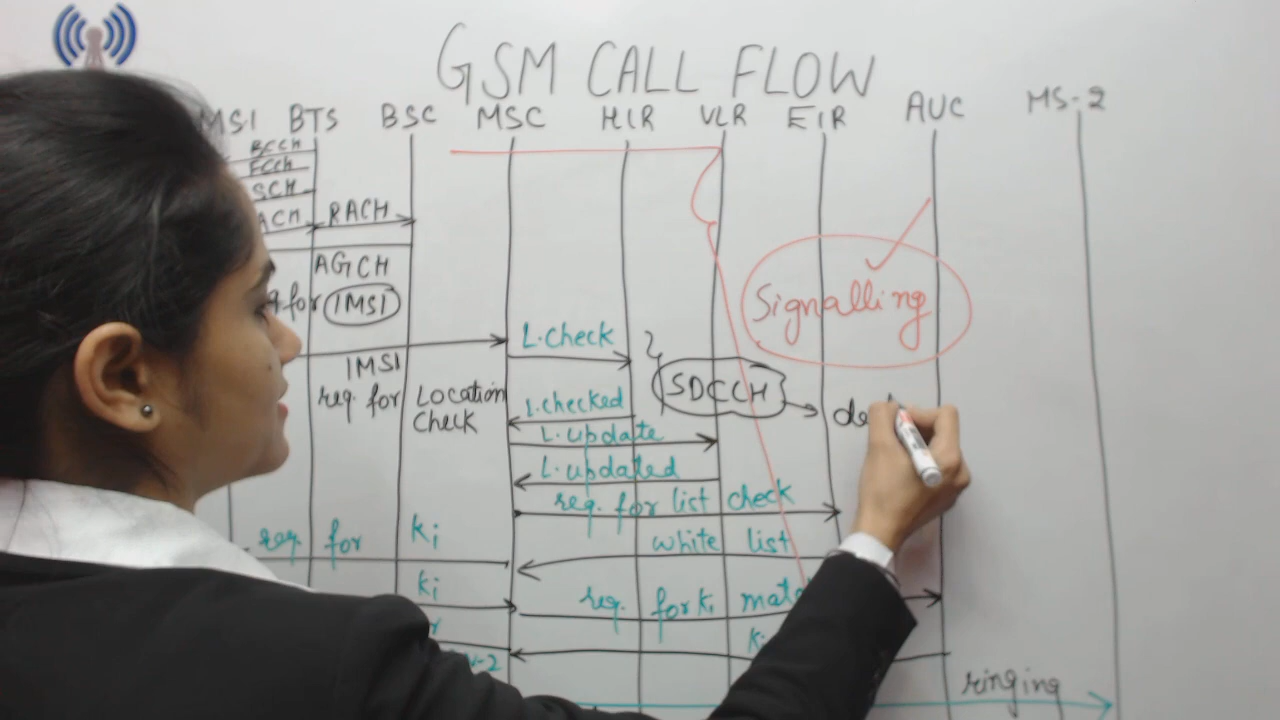 GSM CALL FLOW
MSI BTS BSC MSC HLR VLR EIR AUC MS-2
BCCH
FCCH
SCH
ACH RACH
AGCH
for IMSI
Signalling
L.check
IMSI
req. for Location
Check
SDCCH
de
L.checked
L.update
L.updated
req. for list check
req. for ki
white list
ki
req. for ki
ki
-2
ringing